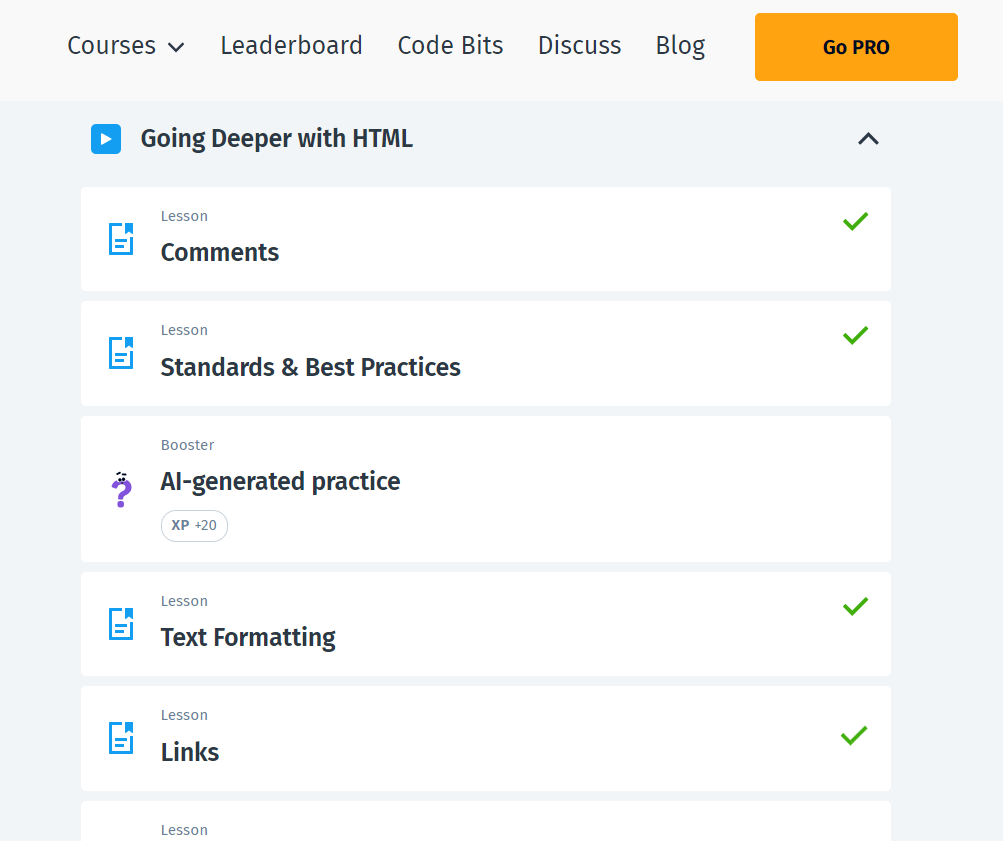 Courses Leaderboard Code Bits Discuss Blog Go PRO
Going Deeper with HTML
Lesson
Comments
Lesson
Standards & Best Practices
Booster
AI-generated practice
XP +20
Lesson
Text Formatting
Lesson
Links
Lesson